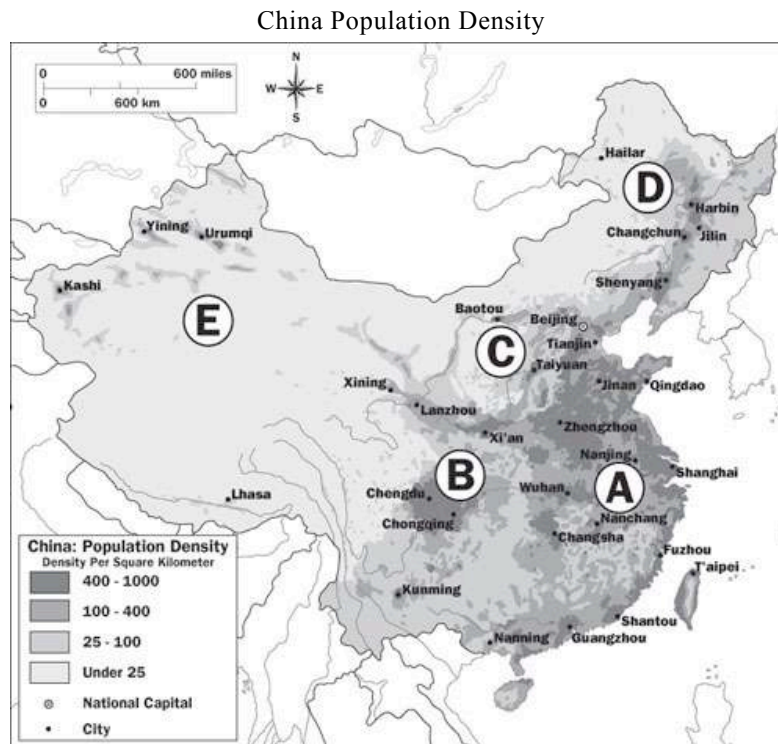 China Population Density
0 600 miles
0 600 km
N
W E
S
Hailar
D
Harbin
Yining
Urumqi
Changchun
Jilin
Shenyang
Kashi
E
Baotou
Beijing
Tianjin
C
Taiyuan
Xining
Jinan
Qingdao
Lanzhou
Zhengzhou
Xi'an
Nanjing
Shanghai
B
A
Chengdu
Wuhan
Lhasa
Chongqing
Nanchang
Changsha
Fuzhou
T'aipei
Kunming
Shantou
Nanning
Guangzhou
China: Population Density
Density Per Square Kilometer
400 - 1000
100 - 400
25 - 100
Under 25
National Capital
City